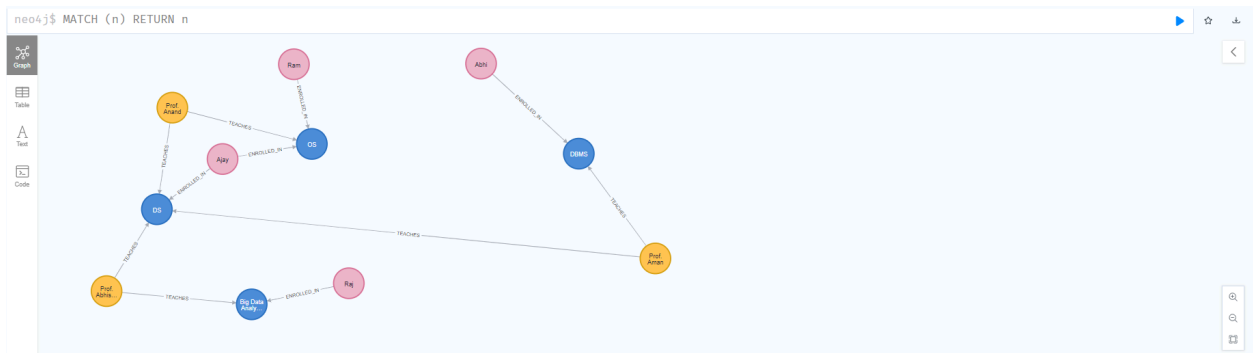 neo4j$ MATCH (n) RETURN n
Graph
Table
Text
Code
Ram
Abhi
Prof.
Anand
ENROLLED_IN
ENROLLED_IN
TEACHES
OS
DBMS
Ajay
ENROLLED_IN
TEACHES
ENROLLED_IN
DS
TEACHES
TEACHES
TEACHES
Prof.
Aman
Prof.
Abhis...
TEACHES
Big Data
Analy...
ENROLLED_IN
Raj